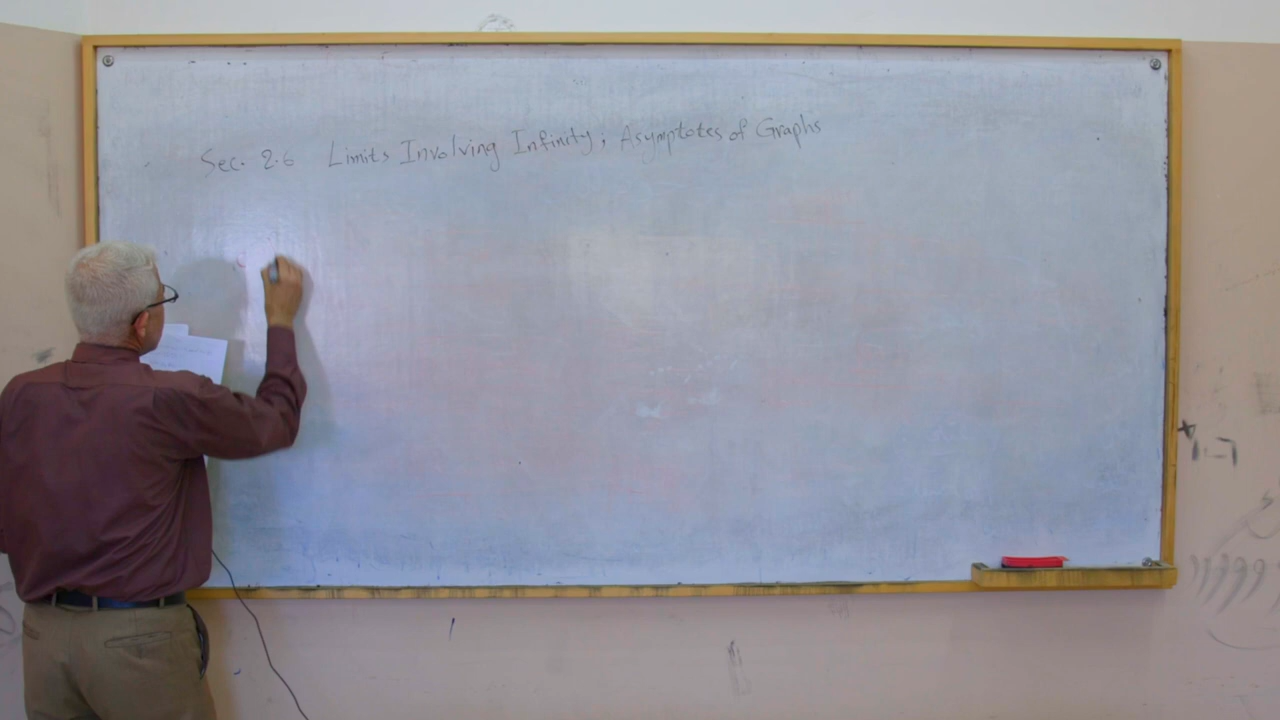 Sec. 2.6 Limits Involving Infinity; Asymptotes of Graphs